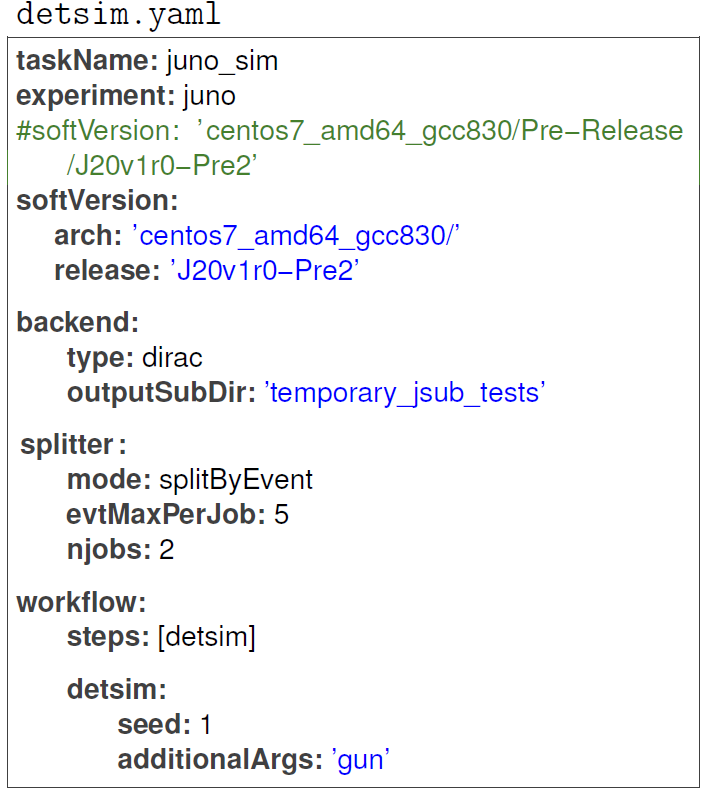 detsim.yaml
taskName: juno_sim
experiment: juno
#softVersion: 'centos7_amd64_gcc830/Pre−Release
/J20v1r0−Pre2'
softVersion:
arch: 'centos7_amd64_gcc830/'
release: 'J20v1r0−Pre2'
backend:
type: dirac
outputSubDir: 'temporary_jsub_tests'
splitter:
mode: splitByEvent
evtMaxPerJob: 5
njobs: 2
workflow:
steps: [detsim]
detsim:
seed: 1
additionalArgs: 'gun'